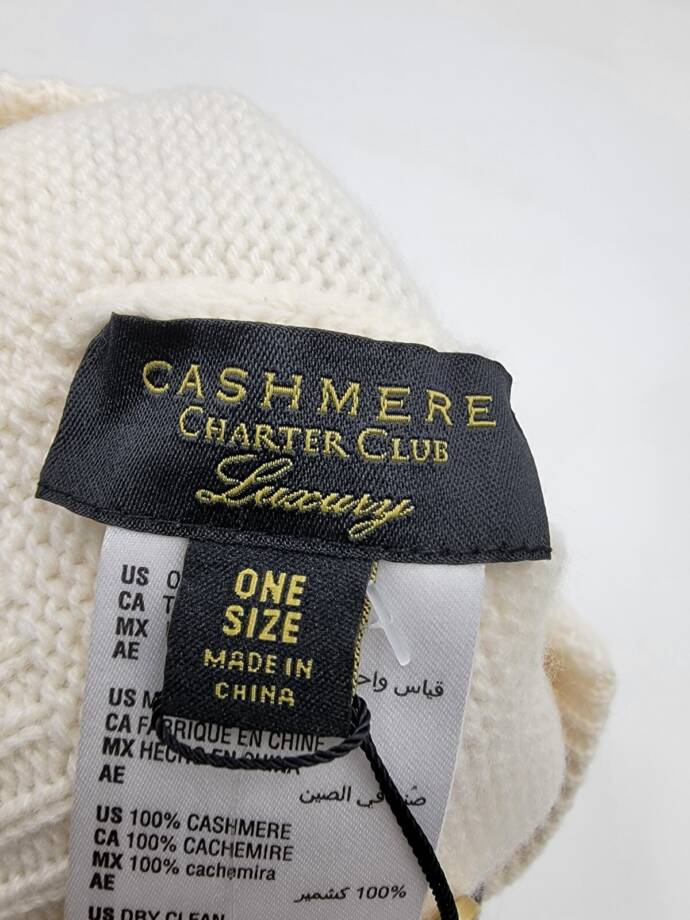 CASHMERE
CHARTER CLUB
Luxury
ONE
SIZE
MADE IN
CHINA
US
CA
MX
AE
قياس
US
CA FABRIQUE EN CHINE
MX HECHO EN CHINA
AE
في الصين
US 100% CASHMERE
CA 100% CACHEMIRE
MX 100% cachemira
AE
100% كشمير
US DRY CLEAN